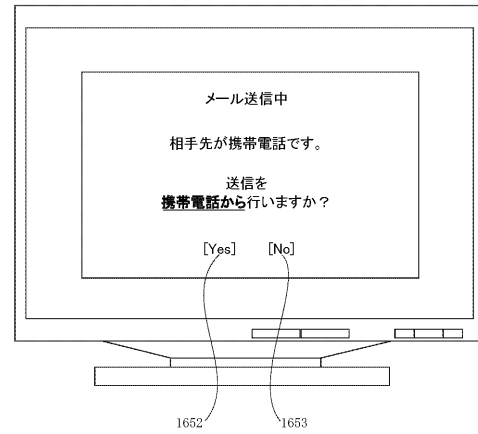 メール送信中
相手先が携帯電話です。
送信を
携帯電話から行いますか？
[Yes] [No]
1652 1653